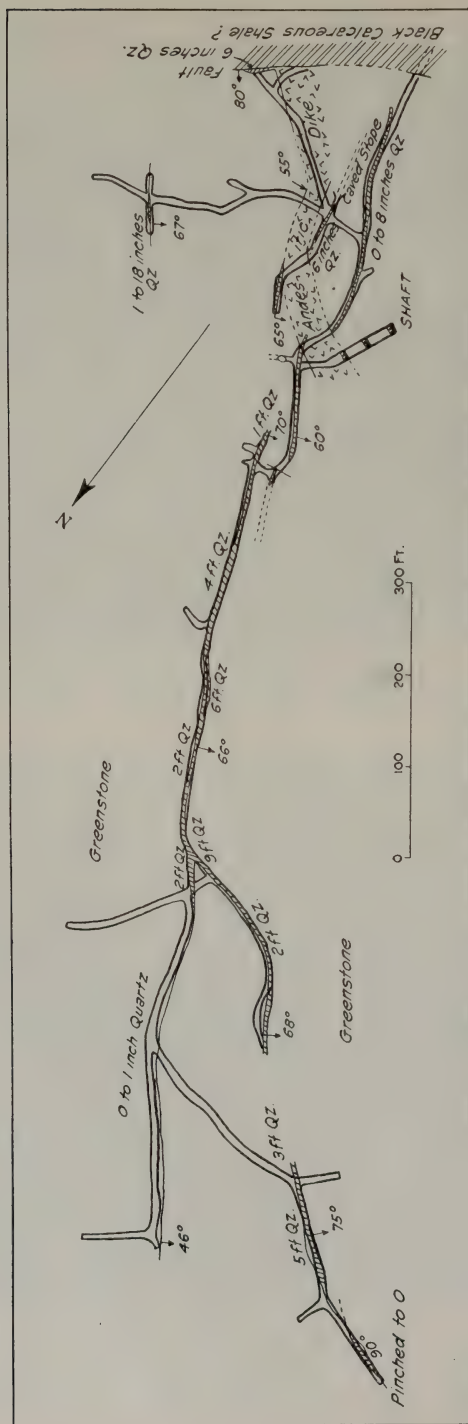 Black Calcareous Shale?
Fault
6 inches Qz.
80°
Dike
55°
1 to 18 inches
Qz
67°
Caved Stope
0 to 8 inches Qz
6 inches
Qz.
Andesitic
65°
SHAFT
N
1 ft. Qz
70°
60°
4 ft. Qz.
6 ft Qz
2 ft Qz
66°
Greenstone
2 ft Qz
9 ft Qz
2 ft
Qz.
68°
Greenstone
0 to 1 inch Quartz
46°
3 ft Qz.
5 ft Qz.
75°
90°
Pinched to 0
0 100 200 300 FT.